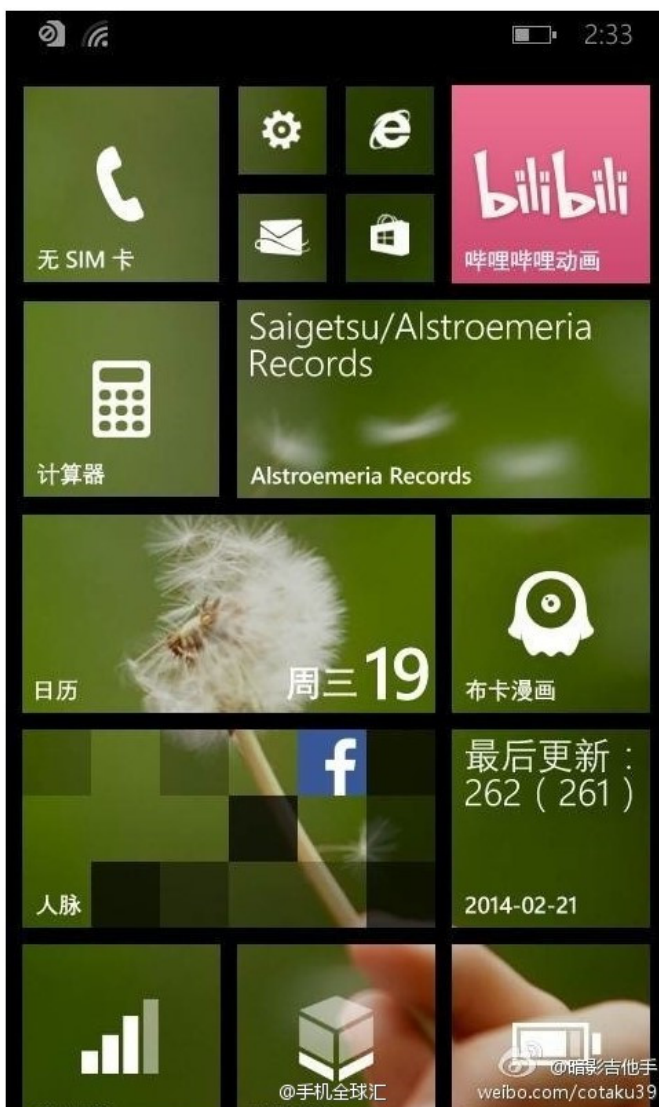 2:33
无 SIM 卡
bilibili
哔哩哔哩动画
Saigetsu/Alstroemeria
Records
计算器
Alstroemeria Records
日历
周三 19
布卡漫画
f
最后更新：
262（261）
人脉
2014-02-21
@手机全球汇
@暗影吉他手
weibo.com/cotaku39